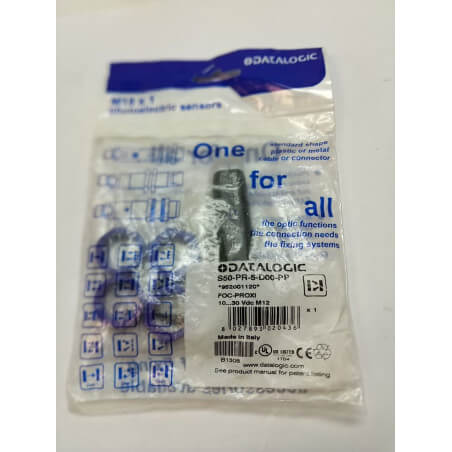 DATALOGIC
M18 x 1
photoelectric sensors
One
standard shape
plastic or metal
cable or connector
for
all
the optic functions
the connection needs
the fixing systems
DATALOGIC
S50-PR-5-D00-PP
*952001120*
FOC-PROXI
10...30 Vdc M12
x 1
Made in Italy
B1308
LISTED
www.datalogic.com
See product manual for patent listing